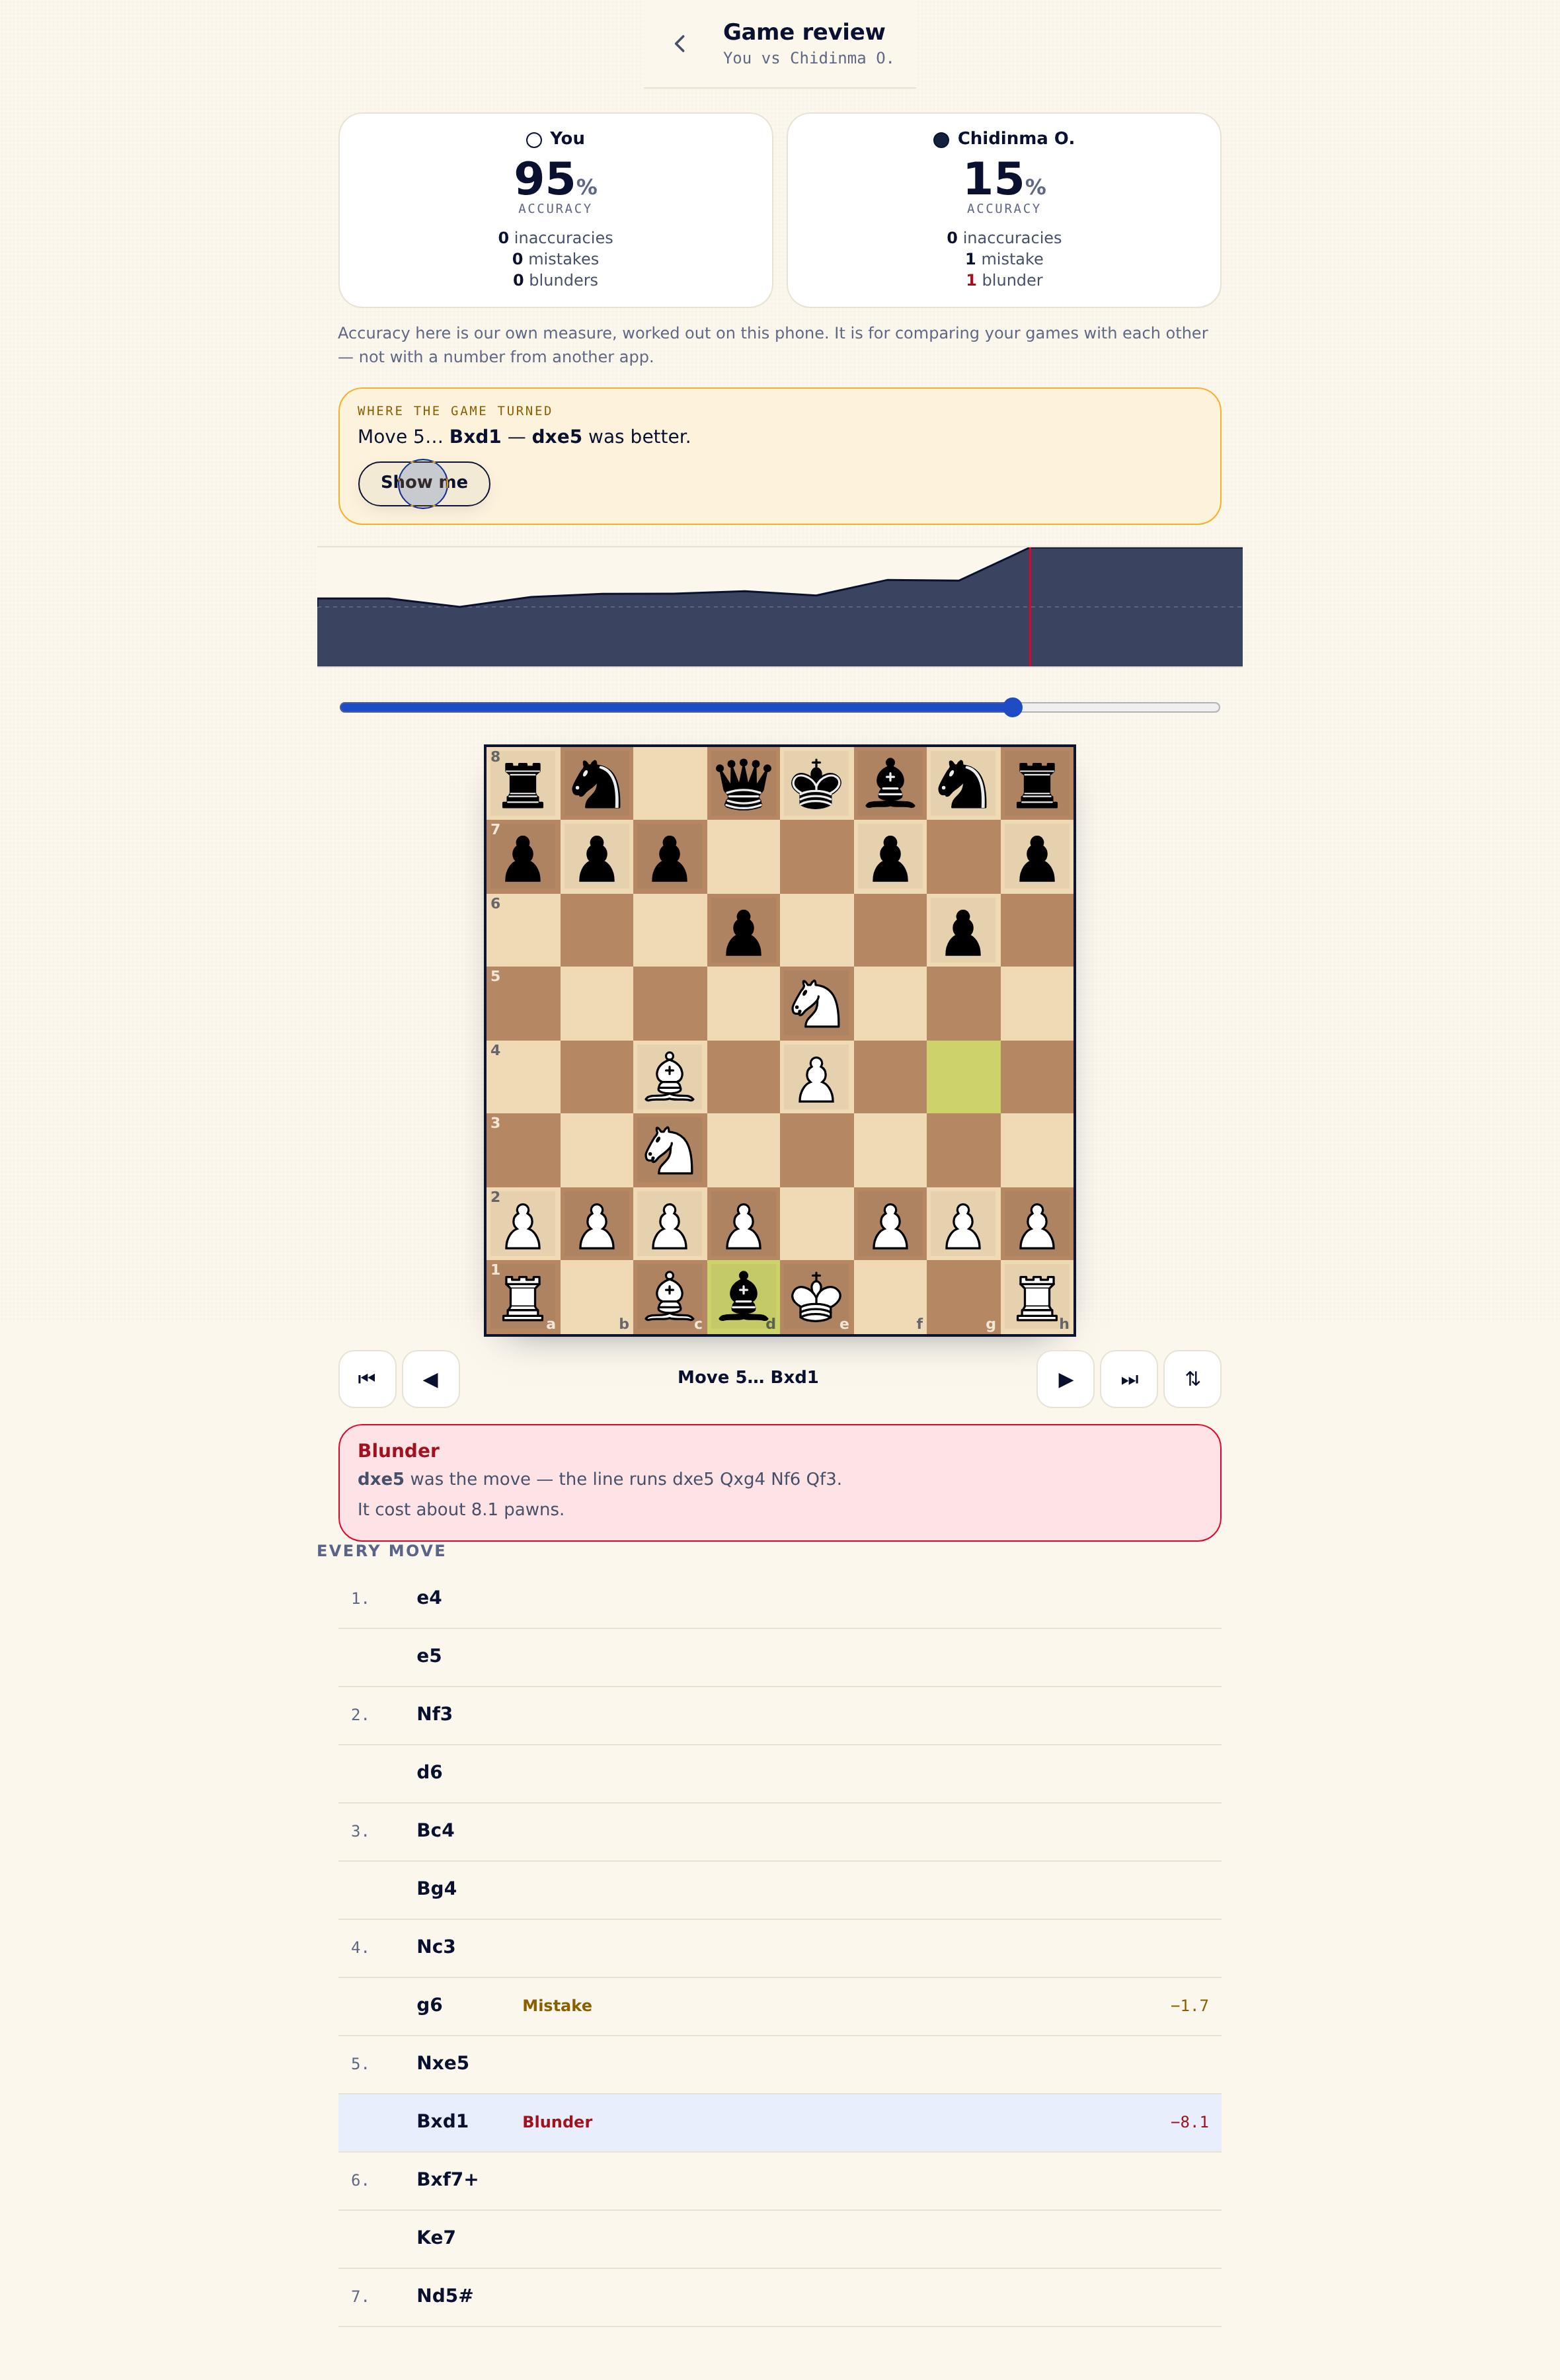 Game review
You vs Chidinma O.
You
95%
ACCURACY
0 inaccuracies
0 mistakes
0 blunders
Chidinma O.
15%
ACCURACY
0 inaccuracies
1 mistake
1 blunder
Accuracy here is our own measure, worked out on this phone. It is for comparing your games with each other
— not with a number from another app.
WHERE THE GAME TURNED
Move 5… Bxd1 — dxe5 was better.
Show me
8
7
6
5
4
3
2
1
a b c d e f g h
Move 5… Bxd1
Blunder
dxe5 was the move — the line runs dxe5 Qxg4 Nf6 Qf3.
It cost about 8.1 pawns.
EVERY MOVE
1. e4
e5
2. Nf3
d6
3. Bc4
Bg4
4. Nc3
g6 Mistake −1.7
5. Nxe5
Bxd1 Blunder −8.1
6. Bxf7+
Ke7
7. Nd5#